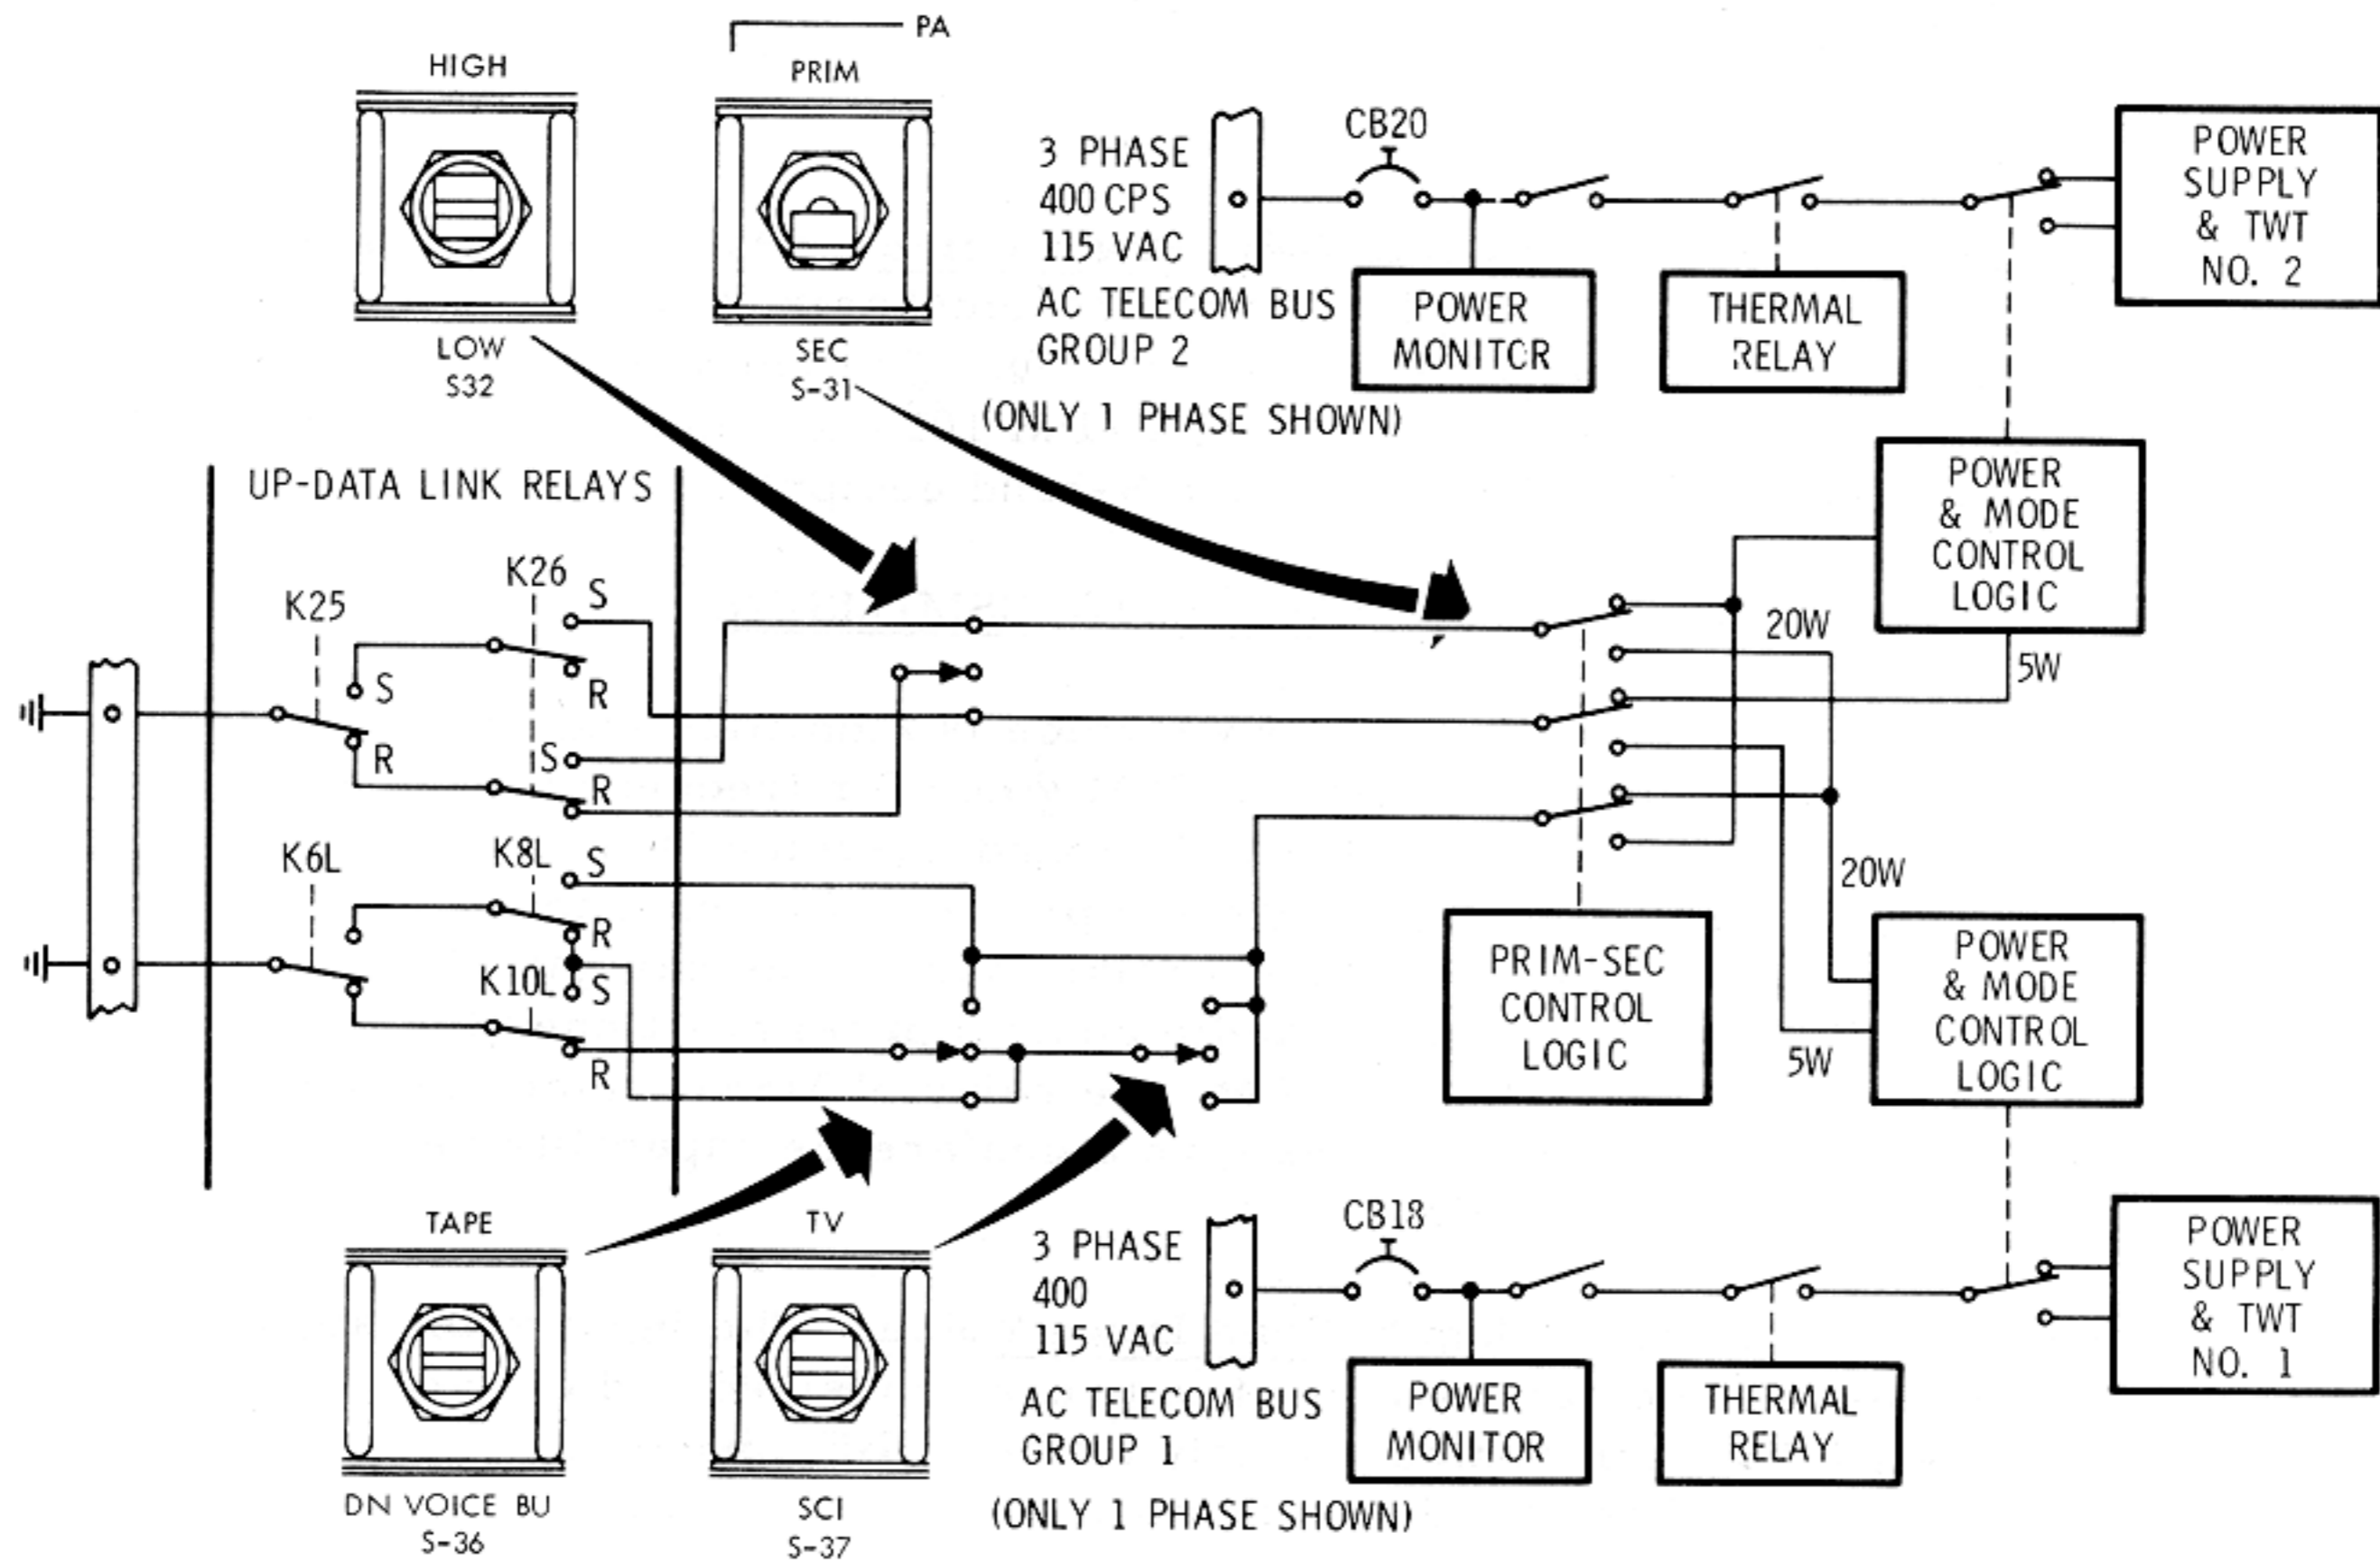 PA
HIGH
PRIM
LOW
S32
SEC
S-31
3 PHASE
400 CPS
115 VAC
AC TELECOM BUS
GROUP 2
(ONLY 1 PHASE SHOWN)
CB20
POWER
MONITOR
THERMAL
RELAY
POWER
SUPPLY
& TWT
NO. 2
UP-DATA LINK RELAYS
K25
S
R
K26
S
R
S
R
K6L
K8L
S
R
K10L
S
R
POWER
& MODE
CONTROL
LOGIC
20W
5W
PRIM-SEC
CONTROL
LOGIC
20W
5W
POWER
& MODE
CONTROL
LOGIC
TAPE
DN VOICE BU
S-36
TV
SCI
S-37
3 PHASE
400
115 VAC
AC TELECOM BUS
GROUP 1
(ONLY 1 PHASE SHOWN)
CB18
POWER
MONITOR
THERMAL
RELAY
POWER
SUPPLY
& TWT
NO. 1